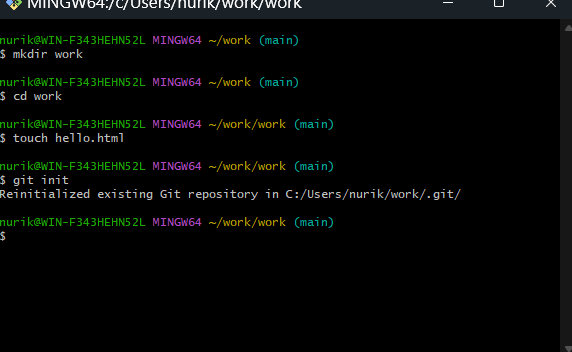 MINGW64:/c/Users/nurik/work/work
nurik@WIN-F343HEHN52L MINGW64 ~/work (main)
$ mkdir work
nurik@WIN-F343HEHN52L MINGW64 ~/work (main)
$ cd work
nurik@WIN-F343HEHN52L MINGW64 ~/work/work (main)
$ touch hello.html
nurik@WIN-F343HEHN52L MINGW64 ~/work/work (main)
$ git init
Reinitialized existing Git repository in C:/Users/nurik/work/.git/
nurik@WIN-F343HEHN52L MINGW64 ~/work/work (main)
$